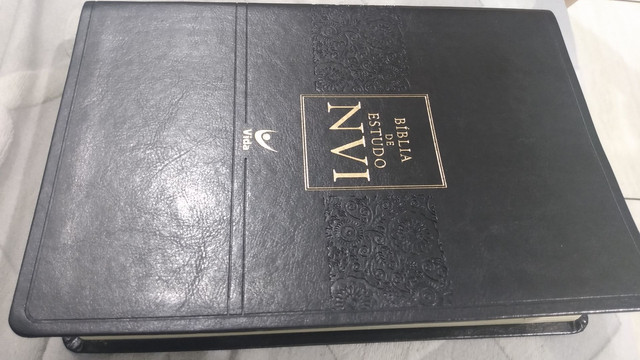 BÍBLIA
DE
ESTUDO
NVI
Vida